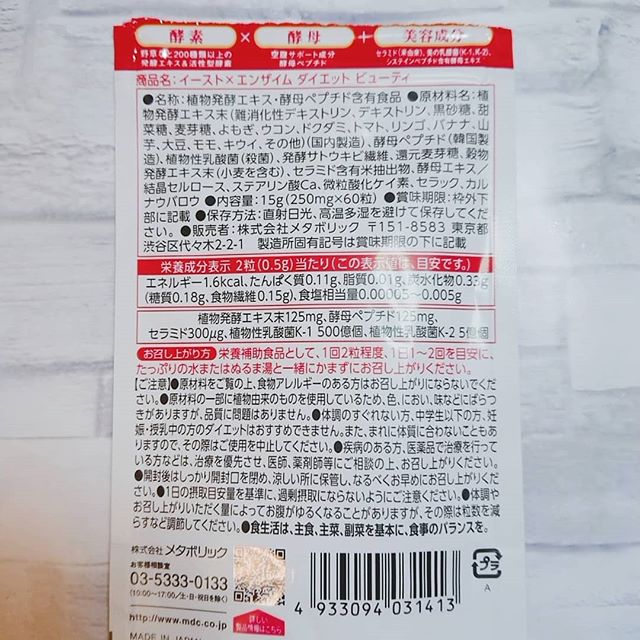 酵素 × 酵母 + 美容成分
と200種類以上の
発酵エキス&活性型酵素
空腹サポート成分
酵母ペプチド
セラミド(米由来)、美の乳酸菌(K-1、K-2)、
システインペプチド含有酵母エキス
商品名:イースト×エンザイム ダイエット ビューティ
●名称:植物発酵エキス・酵母ペプチド含有食品 ●原材料名:植
物発酵エキス末(難消化性デキストリン、デキストリン、黒砂糖、甜
菜糖、麦芽糖、よもぎ、ウコン、ドクダミ、トマト、リンゴ、バナナ、山
芋、大豆、モモ、キウイ、その他)(国内製造)、酵母ペプチド(韓国製
造)、植物性乳酸菌(殺菌)、発酵サトウキビ繊維、還元麦芽糖、穀物
発酵エキス末(小麦を含む)、セラミド含有米抽出物、酵母エキス/
結晶セルロース、ステアリン酸Ca、微粒酸化ケイ素、セラック、カル
ナウバロウ ●内容量:15g(250mg×60粒) ●賞味期限:枠外下
部に記載 ●保存方法:直射日光、高温多湿を避けて保存してくだ
さい。 ●販売者:株式会社メタボリック 〒151-8583 東京都
渋谷区代々木2-2-1 製造所固有記号は賞味期限の下に記載
栄養成分表示 2粒(0.5g)当たり(この表示値は、目安です。)
エネルギー1.6kcal、たんぱく質0.11g、脂質0.01g、炭水化物0.33g
(糖質0.18g、食物繊維0.15g)、食塩相当量0.00065~0.005g
植物発酵エキス末125mg、酵母ペプチド125mg、
セラミド300μg、植物性乳酸菌K-1 500億個、植物性乳酸菌K-2 5億個
お召し上がり方 栄養補助食品として、1回2粒程度、1日1~2回を目安に、
たっぷりの水またはぬるま湯と一緒にかまずにお召し上がりください。
【ご注意】●原材料をご覧の上、食物アレルギーのある方はお召し上がりにならないでくだ
さい。●原材料の一部に植物由来のものを使用しているため、色、におい、味などにばらつ
きがありますが、品質に問題はありません。●体調のすぐれない方、中学生以下の方、妊
娠・授乳中の方のダイエットはおすすめできません。また、まれに体質に合わないこともあ
りますので、その際はご使用を中止してください。●疾病のある方、医薬品で治療を行って
いる方などは、治療を優先させ、医師、薬剤師等にご相談の上、お召し上がりください。
●開封後はしっかり開封口を閉め、涼しい所に保管し、なるべくお早めにお召し上がりくださ
い。●1日の摂取目安量を基準に、過剰摂取にならないようにご注意ください。●体調や
お召し上がりいただく量によってお腹がゆるくなることがありますが、その際は粒数を減
らすなど調節してください。●食生活は、主食、主菜、副菜を基本に、食事のバランスを。
株式会社 メタボリック
お客様相談室
03-5333-0133
(10:00~17:00/土・日・祝日を除く)
http://www.mdc.co.jp
MADE IN JAPAN
詳しい
製品情報はこちら
4 933094 031413
プラ
A